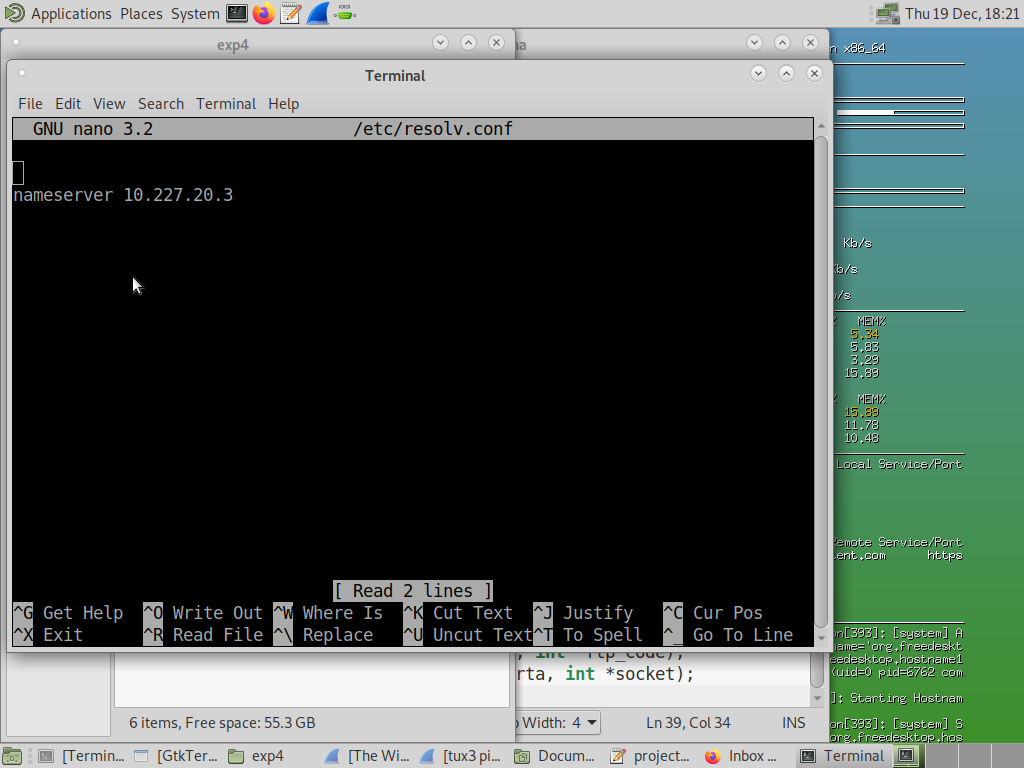 Applications Places System Thu 19 Dec, 18:21
exp4
x86_64
Terminal
File Edit View Search Terminal Help
GNU nano 3.2 /etc/resolv.conf
nameserver 10.227.20.3
[ Read 2 lines ]
^G Get Help ^O Write Out ^W Where Is ^K Cut Text ^J Justify ^C Cur Pos
^X Exit ^R Read File ^\ Replace ^U Uncut Text ^T To Spell ^_ Go To Line
Kb/s
Kb/s
MEM%
5.34
5.83
3.29
15.89
MEM%
15.89
11.78
10.48
Local Service/Port
Remote Service/Port
ent.com https
on[393]: [system] A
name='org.freedeskt
eedesktop.hostname1
(uid=0 pid=6762 com
]: Starting Hostnam
on[393]: [system] S
org.freedesktop.hos
int *ftp_code);
rta, int *socket);
6 items, Free space: 55.3 GB
Width: 4 Ln 39, Col 34 INS
[Termin... [GtkTer... exp4 [The Wi... [tux3 pi... Docum... project... Inbox ... Terminal